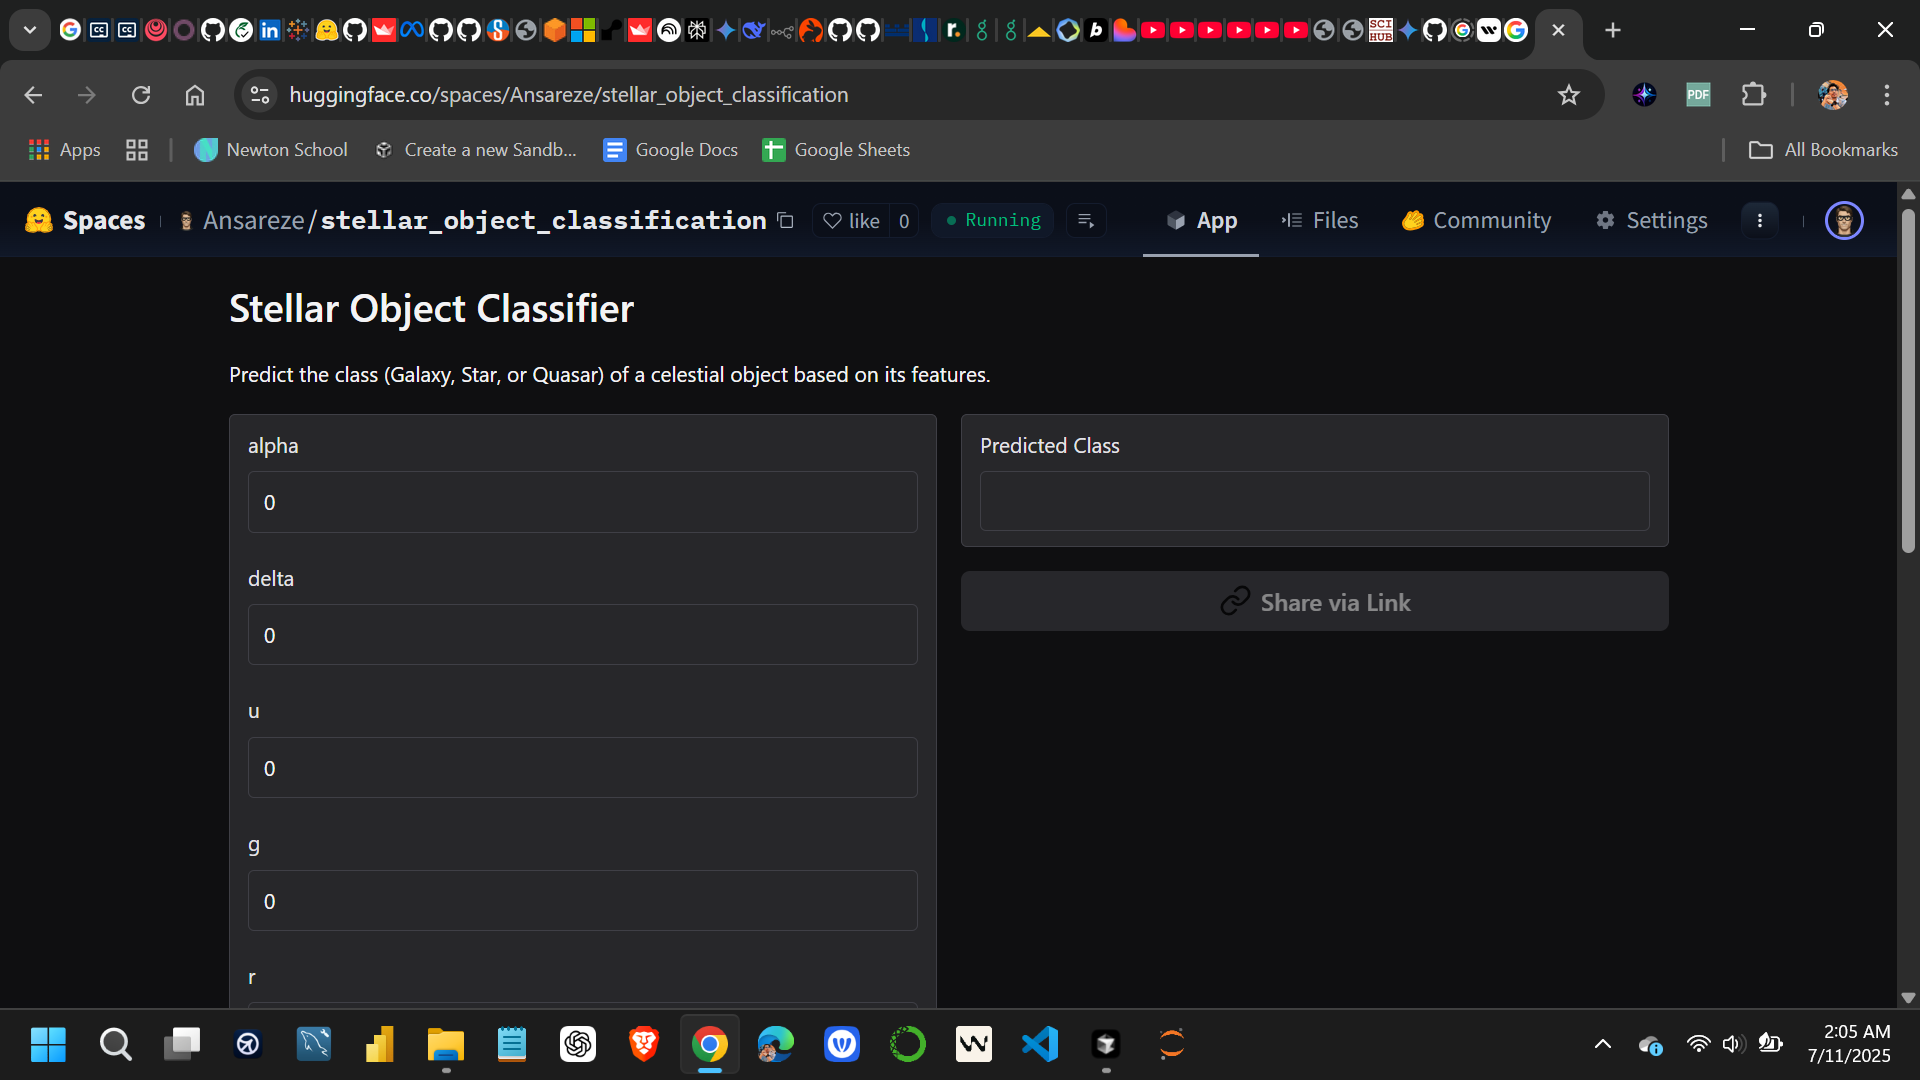 huggingface.co/spaces/Ansareze/stellar_object_classification
PDF
Apps
Newton School
Create a new Sandb...
Google Docs
Google Sheets
All Bookmarks
Spaces
Ansareze/stellar_object_classification
like 0
Running
App
Files
Community
Settings
Stellar Object Classifier
Predict the class (Galaxy, Star, or Quasar) of a celestial object based on its features.
alpha
0
delta
0
u
0
g
0
r
Predicted Class
Share via Link
2:05 AM
7/11/2025